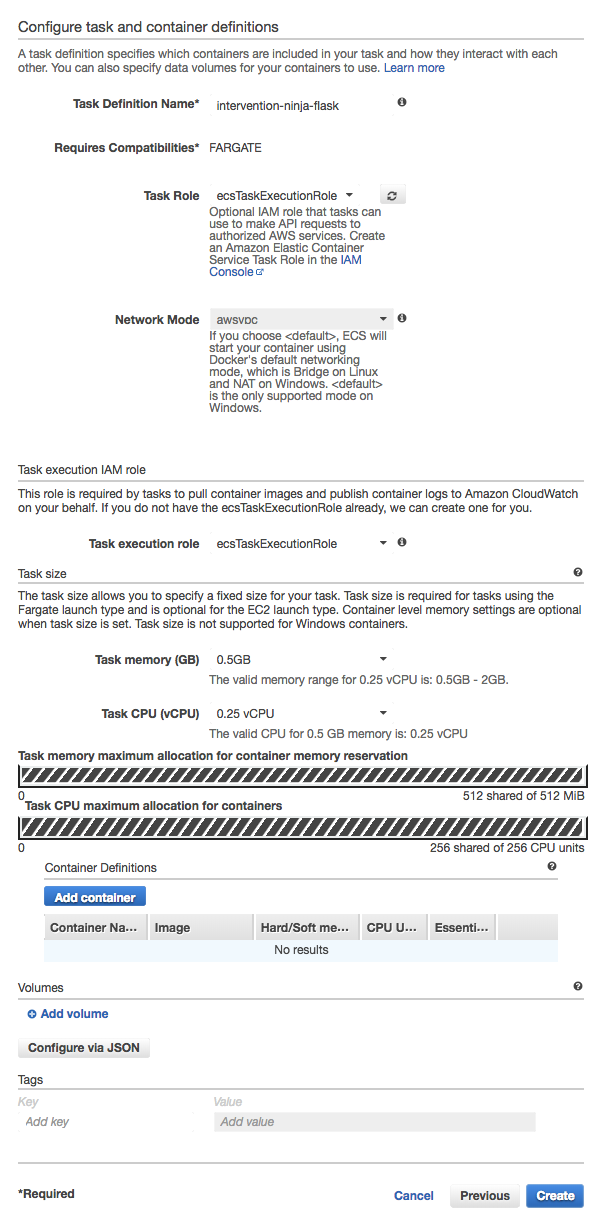 Configure task and container definitions
A task definition specifies which containers are included in your task and how they interact with each
other. You can also specify data volumes for your containers to use. Learn more
Task Definition Name* intervention-ninja-flask
Requires Compatibilities* FARGATE
Task Role ecsTaskExecutionRole
Optional IAM role that tasks can
use to make API requests to
authorized AWS services. Create
an Amazon Elastic Container
Service Task Role in the IAM
Console
Network Mode awsvpc
If you choose <default>, ECS will
start your container using
Docker's default networking
mode, which is Bridge on Linux
and NAT on Windows. <default>
is the only supported mode on
Windows.
Task execution IAM role
This role is required by tasks to pull container images and publish container logs to Amazon CloudWatch
on your behalf. If you do not have the ecsTaskExecutionRole already, we can create one for you.
Task execution role ecsTaskExecutionRole
Task size
The task size allows you to specify a fixed size for your task. Task size is required for tasks using the
Fargate launch type and is optional for the EC2 launch type. Container level memory settings are optional
when task size is set. Task size is not supported for Windows containers.
Task memory (GB) 0.5GB
The valid memory range for 0.25 vCPU is: 0.5GB - 2GB.
Task CPU (vCPU) 0.25 vCPU
The valid CPU for 0.5 GB memory is: 0.25 vCPU
Task memory maximum allocation for container memory reservation
0 512 shared of 512 MiB
Task CPU maximum allocation for containers
0 256 shared of 256 CPU units
Container Definitions
Add container
Container Na... Image Hard/Soft me... CPU U... Essenti...
No results
Volumes
Add volume
Configure via JSON
Tags
Key Value
Add key Add value
*Required Cancel Previous Create